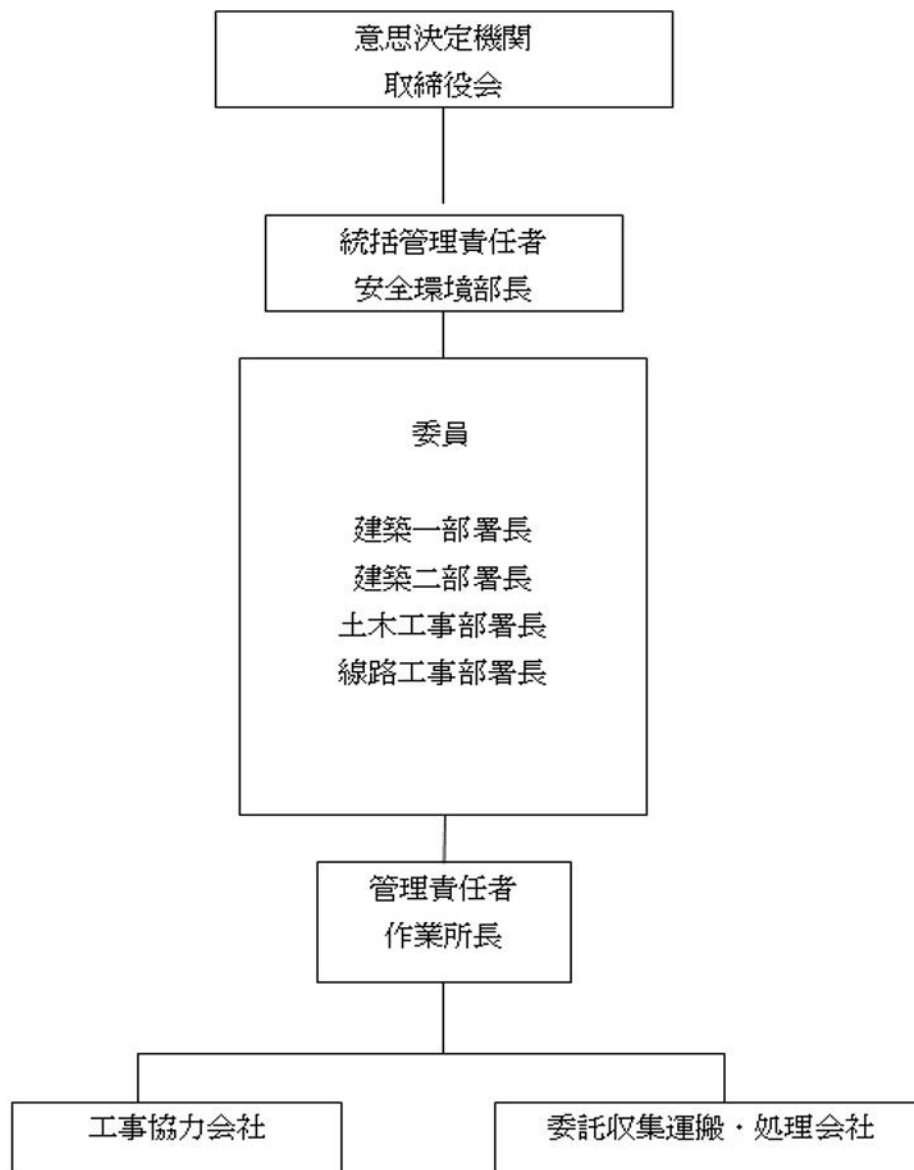 意思決定機関
取締役会
統括管理責任者
安全環境部長
委員
建築一部署長
建築二部署長
土木工事部署長
線路工事部署長
管理責任者
作業所長
工事協力会社
委託収集運搬・処理会社